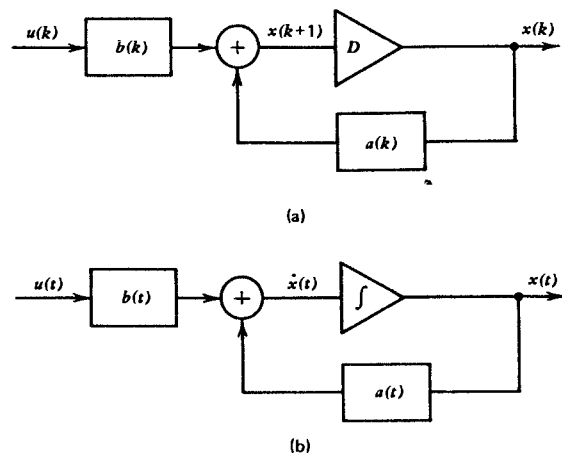 u(k)
b(k)
+
x(k+1)
D
x(k)
a(k)
(a)
u(t)
b(t)
+
ẋ(t)
∫
x(t)
a(t)
(b)